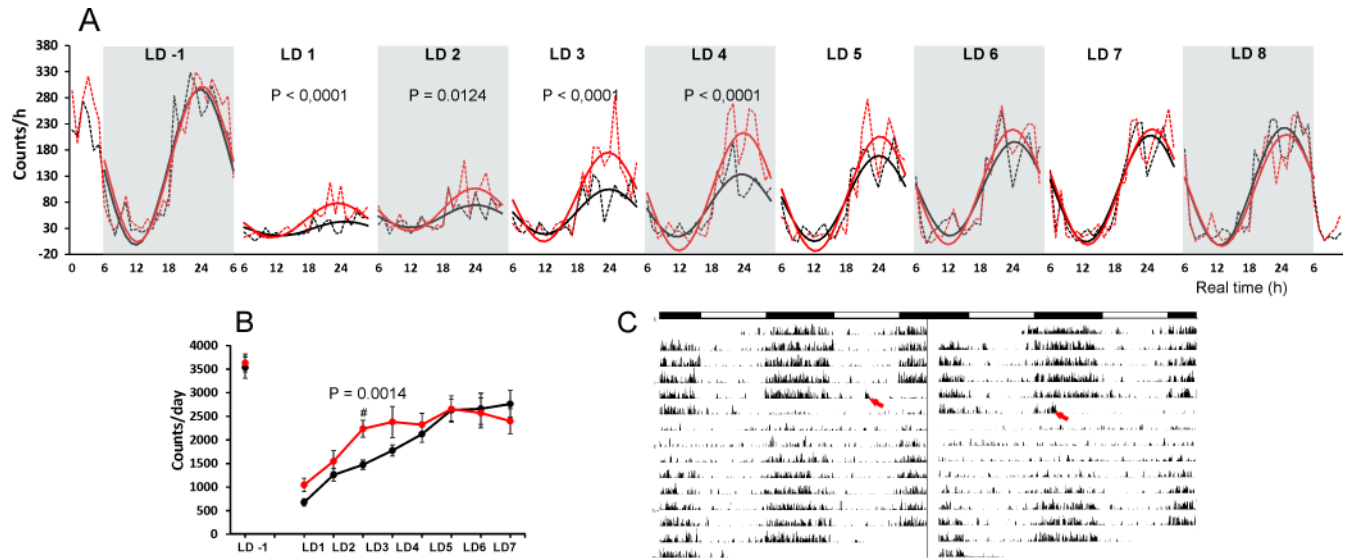 A
LD -1 LD 1 LD 2 LD 3 LD 4 LD 5 LD 6 LD 7 LD 8
P < 0,0001 P = 0.0124 P < 0,0001 P < 0,0001
Counts/h
380
330
280
230
180
130
80
30
-20
0 6 12 18 24 6 6 12 18 24 6 12 18 24 6 12 18 24 6 12 18 24 6 12 18 24 6 12 18 24 6 12 18 24 6 12 18 24 6
Real time (h)
B
Counts/day
4000
3500
3000
2500
2000
1500
1000
500
0
P = 0.0014
#
LD -1 LD1 LD2 LD3 LD4 LD5 LD6 LD7
C